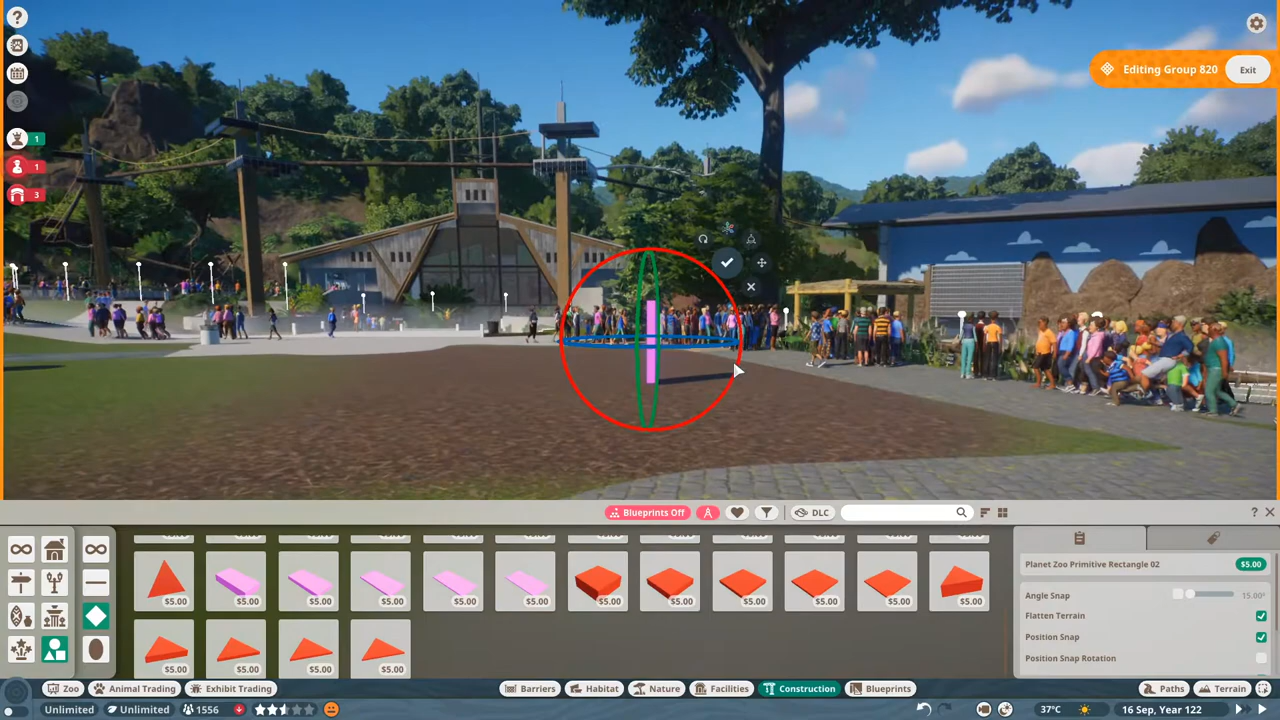 ?
Editing Group 820
Exit
1
1
3
Blueprints Off
DLC
?
$5.00 $5.00 $5.00 $5.00 $5.00 $5.00 $5.00 $5.00 $5.00 $5.00 $5.00 $5.00
$5.00 $5.00 $5.00 $5.00
Planet Zoo Primitive Rectangle 02
$5.00
Angle Snap
15.00°
Flatten Terrain
Position Snap
Position Snap Rotation
Zoo
Animal Trading
Exhibit Trading
Barriers
Habitat
Nature
Facilities
Construction
Blueprints
Paths
Terrain
Unlimited
Unlimited
1556
37°C
16 Sep, Year 122